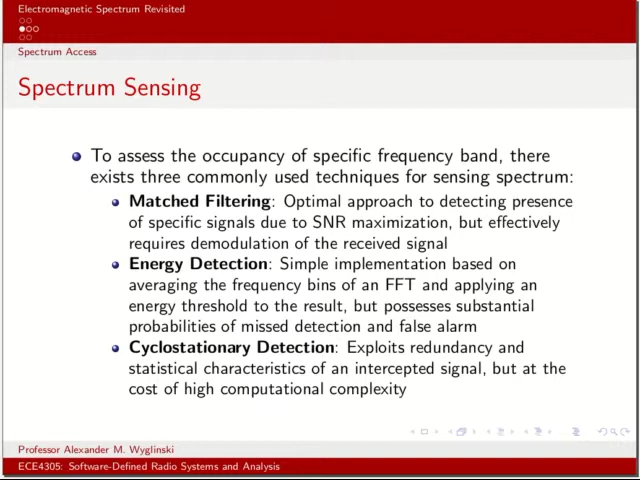 Electromagnetic Spectrum Revisited
Spectrum Access
Spectrum Sensing
To assess the occupancy of specific frequency band, there
exists three commonly used techniques for sensing spectrum:
Matched Filtering: Optimal approach to detecting presence
of specific signals due to SNR maximization, but effectively
requires demodulation of the received signal
Energy Detection: Simple implementation based on
averaging the frequency bins of an FFT and applying an
energy threshold to the result, but possesses substantial
probabilities of missed detection and false alarm
Cyclostationary Detection: Exploits redundancy and
statistical characteristics of an intercepted signal, but at the
cost of high computational complexity
Professor Alexander M. Wyglinski
ECE4305: Software-Defined Radio Systems and Analysis